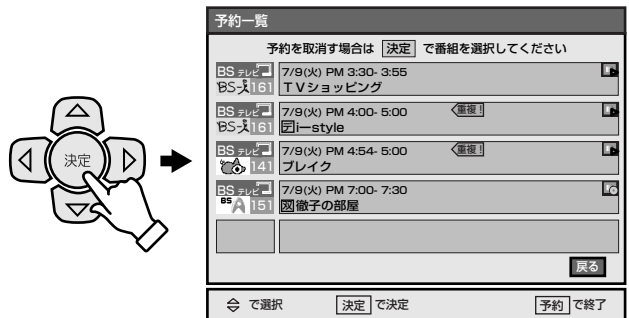 予約一覧
予約を取消す場合は 決定 で番組を選択してください
BS テレビ 7/9(火) PM 3:30- 3:55
BS-i 161 TVショッピング
BS テレビ 7/9(火) PM 4:00- 5:00 重複!
BS-i 161 デi−style
BS テレビ 7/9(火) PM 4:54- 5:00 重複!
141 ブレイク
BS テレビ 7/9(火) PM 7:00- 7:30
BS A 151 双徹子の部屋
決定
戻る
で選択 決定 で決定 予約 で終了